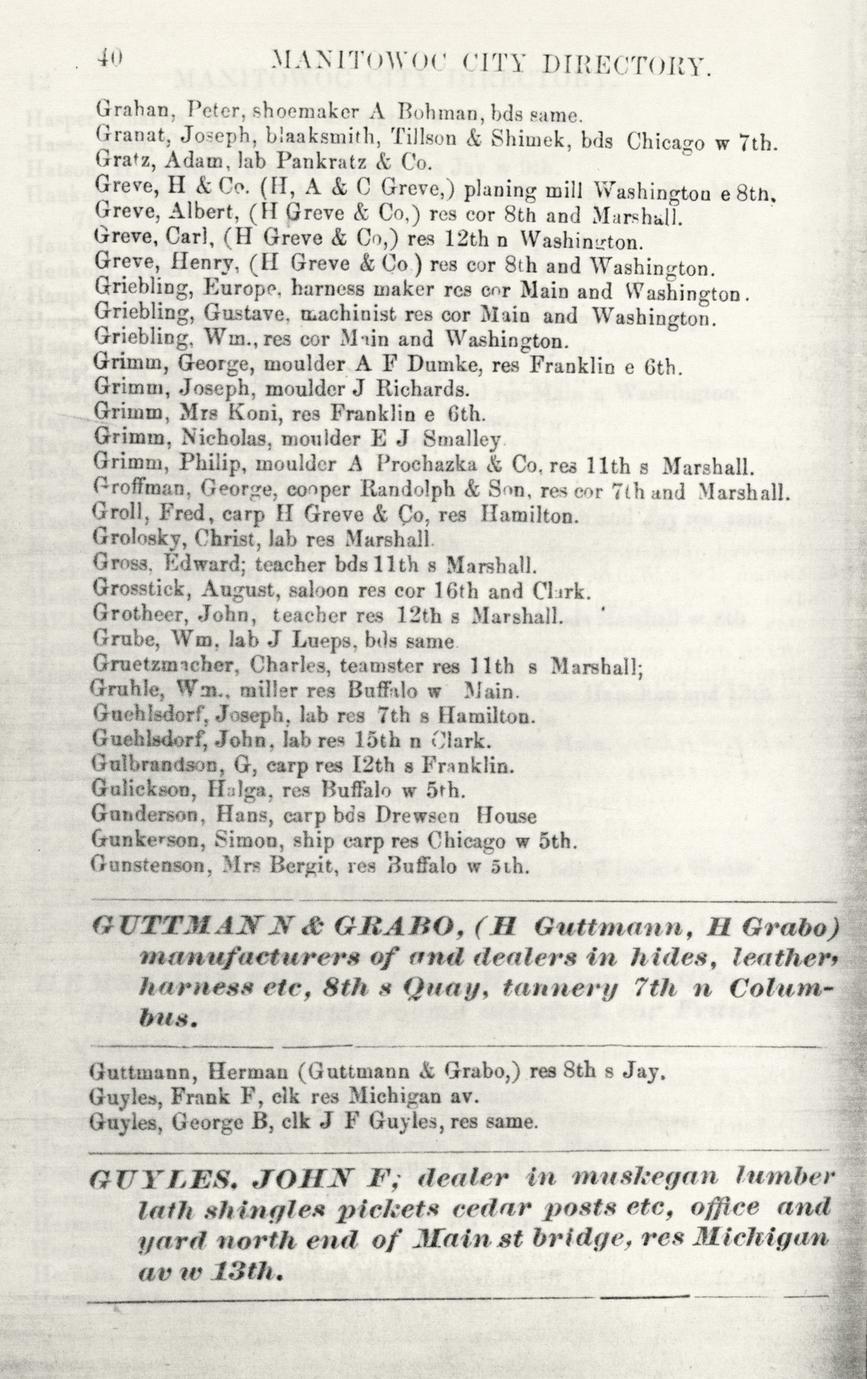 40 MANITOWOC CITY DIRECTORY.
Grahan, Peter, shoemaker A Bohman, bds same.
Granat, Joseph, blaaksmith, Tillson & Shimek, bds Chicago w 7th.
Gratz, Adam, lab Pankratz & Co.
Greve, H & Co. (H, A & C Greve,) planing mill Washington e 8th.
Greve, Albert, (H Greve & Co,) res cor 8th and Marshall.
Greve, Carl, (H Greve & Co,) res 12th n Washington.
Greve, Henry, (H Greve & Co ) res cor 8th and Washington.
Griebling, Europe, harness maker res cor Main and Washington.
Griebling, Gustave, machinist res cor Main and Washington.
Griebling, Wm., res cor Main and Washington.
Grimm, George, moulder A F Dumke, res Franklin e 6th.
Grimm, Joseph, moulder J Richards.
Grimm, Mrs Koni, res Franklin e 6th.
Grimm, Nicholas, moulder E J Smalley
Grimm, Philip, moulder A Prochazka & Co, res 11th s Marshall.
Groffman, George, cooper Randolph & Son, res cor 7th and Marshall.
Groll, Fred, carp H Greve & Co, res Hamilton.
Grolosky, Christ, lab res Marshall.
Gross, Edward; teacher bds 11th s Marshall.
Grosstick, August, saloon res cor 16th and Clark.
Grotheer, John, teacher res 12th s Marshall.
Grube, Wm, lab J Lueps, bds same
Gruetzmacher, Charles, teamster res 11th s Marshall;
Gruhle, Wm., miller res Buffalo w Main.
Guehlsdorf, Joseph, lab res 7th s Hamilton.
Guehlsdorf, John, lab res 15th n Clark.
Gulbrandson, G, carp res 12th s Franklin.
Gulickson, Halga, res Buffalo w 5th.
Gunderson, Hans, carp bds Drewsen House
Gunkerson, Simon, ship carp res Chicago w 5th.
Gunstenson, Mrs Bergit, res Buffalo w 5th.
GUTTMANN & GRABO, (H Guttmann, H Grabo)
manufacturers of and dealers in hides, leather,
harness etc, 8th s Quay, tannery 7th n Colum-
bus.
Guttmann, Herman (Guttmann & Grabo,) res 8th s Jay.
Guyles, Frank F, clk res Michigan av.
Guyles, George B, clk J F Guyles, res same.
GUYLES. JOHN F; dealer in muskegan lumber
lath shingles pickets cedar posts etc, office and
yard north end of Main st bridge, res Michigan
av w 13th.